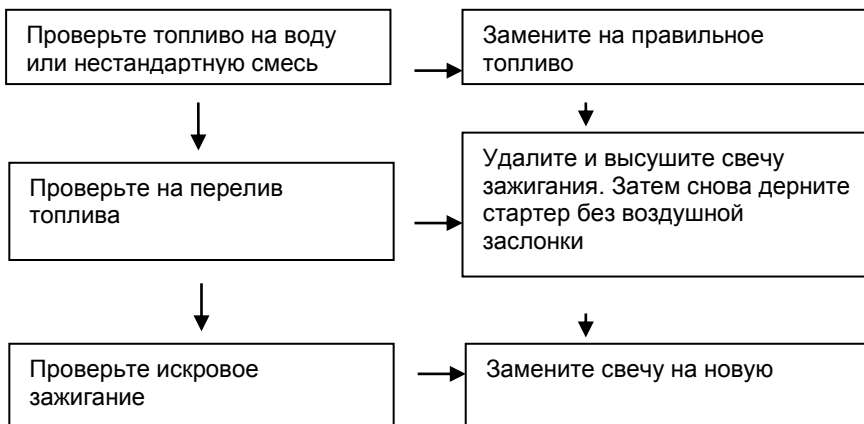 Проверьте топливо на воду
или нестандартную смесь
Замените на правильное
топливо
Проверьте на перелив
топлива
Удалите и высушите свечу
зажигания. Затем снова дерните
стартер без воздушной
заслонки
Проверьте искровое
зажигание
Замените свечу на новую